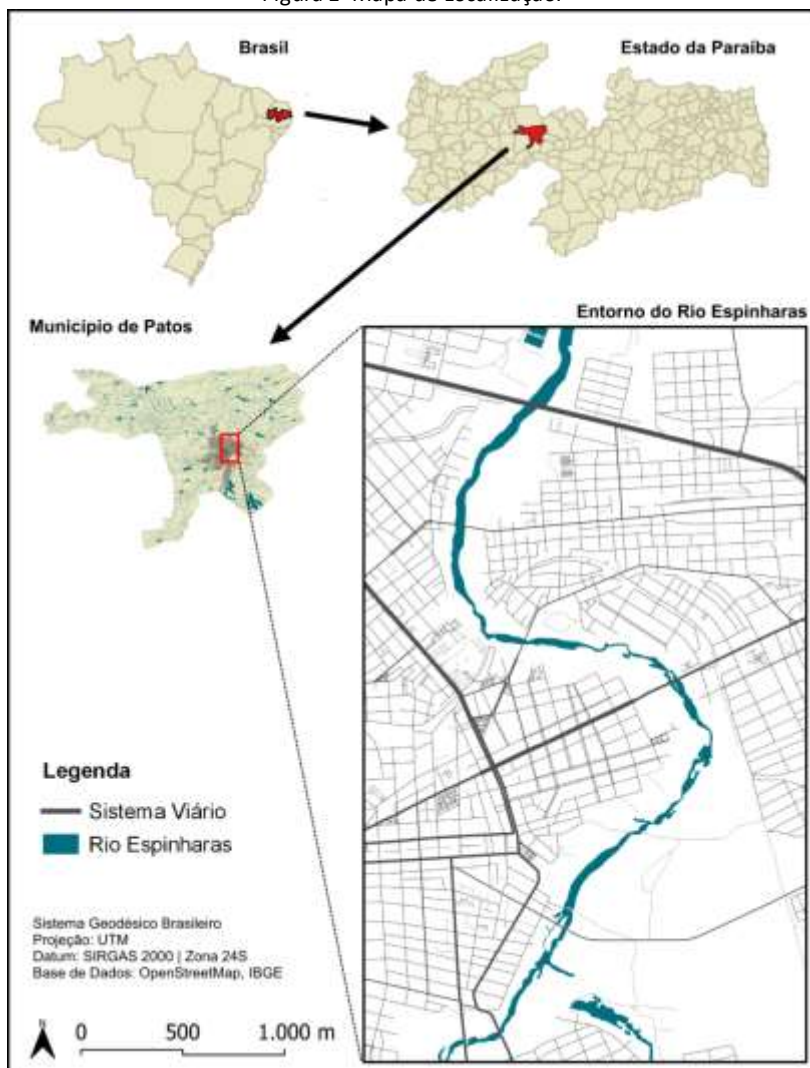 Brasil
Estado da Paraíba
Município de Patos
Entorno do Rio Espinharas
Legenda
Sistema Viário
Rio Espinharas
Sistema Geodésico Brasileiro
Projeção: UTM
Datum: SIRGAS 2000 | Zona 24S
Base de Dados: OpenStreetMap, IBGE
N
0 500 1.000 m